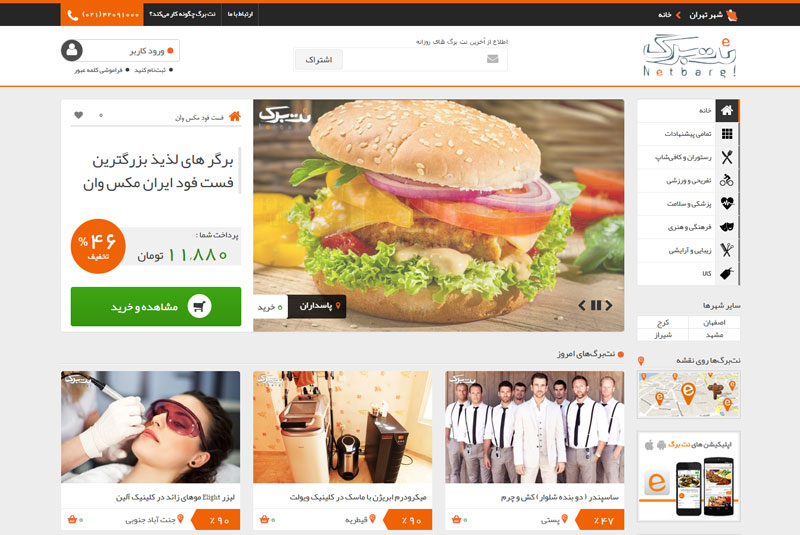 شهر تهران
خانه
ارتباط با ما
نت‌برگ چگونه کار می‌کند؟
(۰۲۱) ۴۲۰۹۱۰۰۰
نت‌برگ
Netbarg!
اطلاع از آخرین نت برگ های روزانه
اشتراک
ورود کاربر
ثبت‌نام کنید
فراموشی کلمه عبور
خانه
تمامی پیشنهادات
رستوران و کافی‌شاپ
تفریحی و ورزشی
پزشکی و سلامت
فرهنگی و هنری
زیبایی و آرایشی
کالا
سایر شهرها
اصفهان
کرج
مشهد
شیراز
نت‌برگ‌ها روی نقشه
اپلیکیشن‌های نت برگ
نت‌برگ
فست فود مکس وان
۰
برگر های لذیذ بزرگترین
فست فود ایران مکس وان
پرداخت شما :
۱۱,۸۸۰ تومان
۴۶ %
تخفیف
مشاهده و خرید
پاسداران
۰ خرید
نت‌برگ‌های امروز
ساسپندر ( دو بنده شلوار) کش و چرم
۴۷ ٪
پستی
۰
میکرودرم ابریژن با ماسک در کلینیک ویولت
۹۰ ٪
قیطریه
۰
نت‌برگ
لیزر Elight موهای زائد در کلینیک آلین
۹۰ ٪
جنت آباد جنوبی
۰